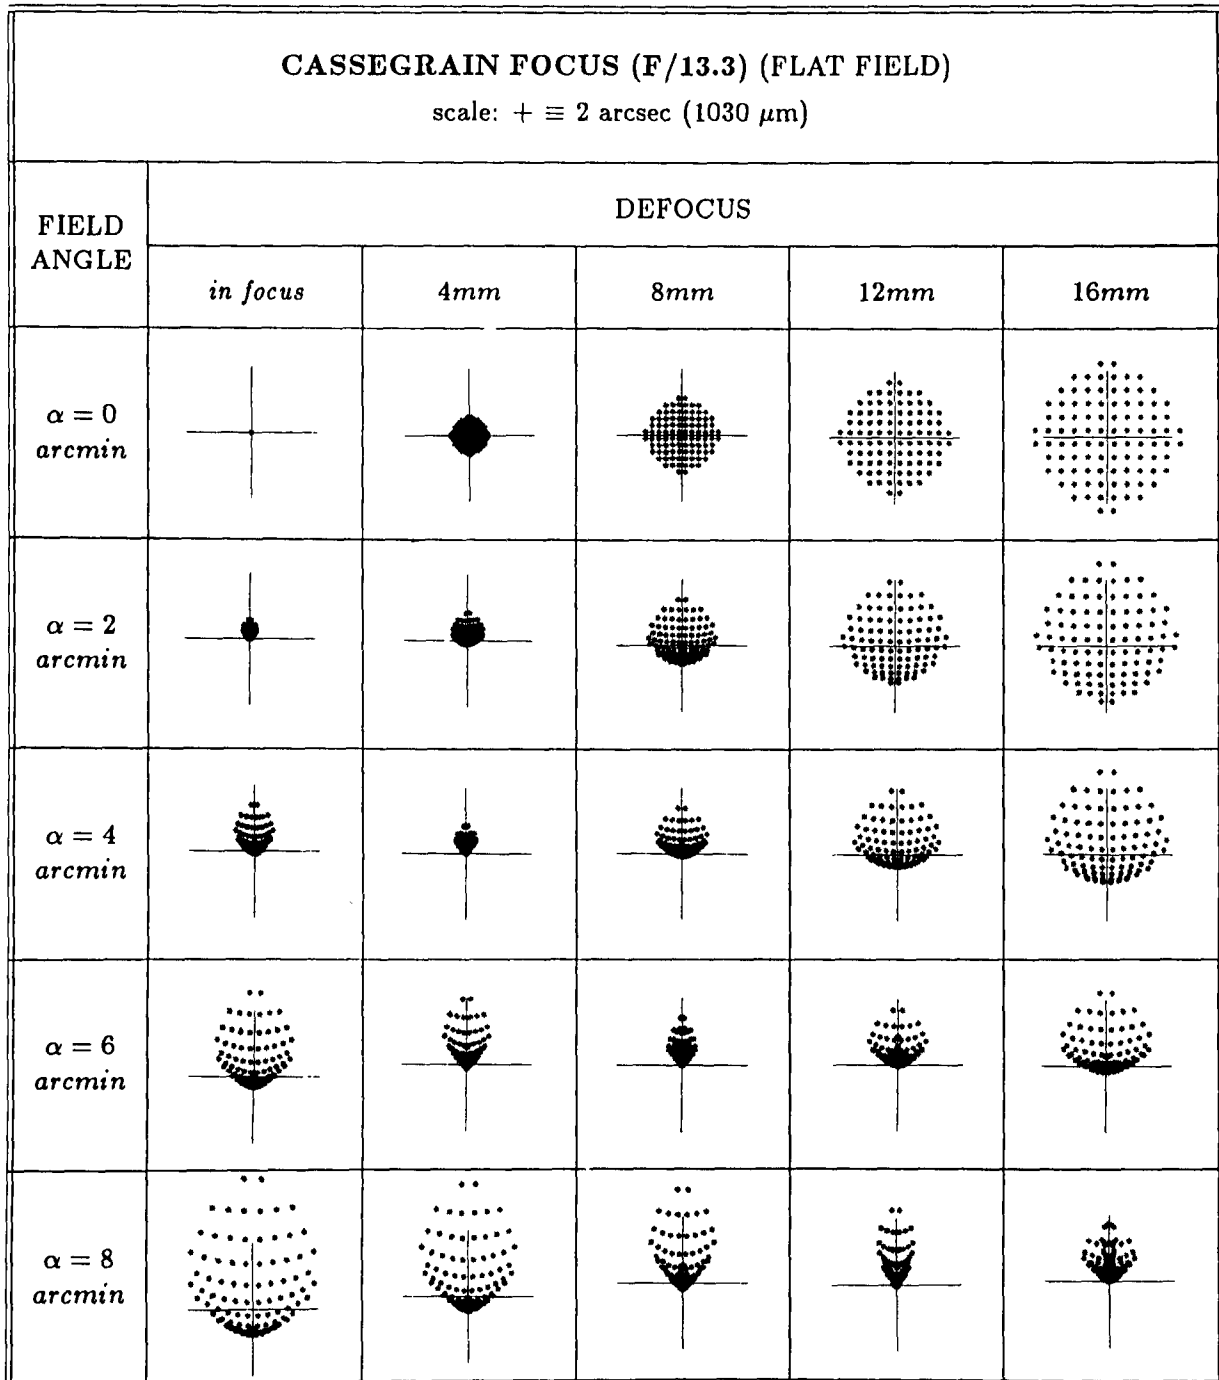 CASSEGRAIN FOCUS (F/13.3) (FLAT FIELD)
scale: + ≡ 2 arcsec (1030 μm)
FIELD
ANGLE
DEFOCUS
in focus
4mm
8mm
12mm
16mm
α = 0
arcmin
α = 2
arcmin
α = 4
arcmin
α = 6
arcmin
α = 8
arcmin